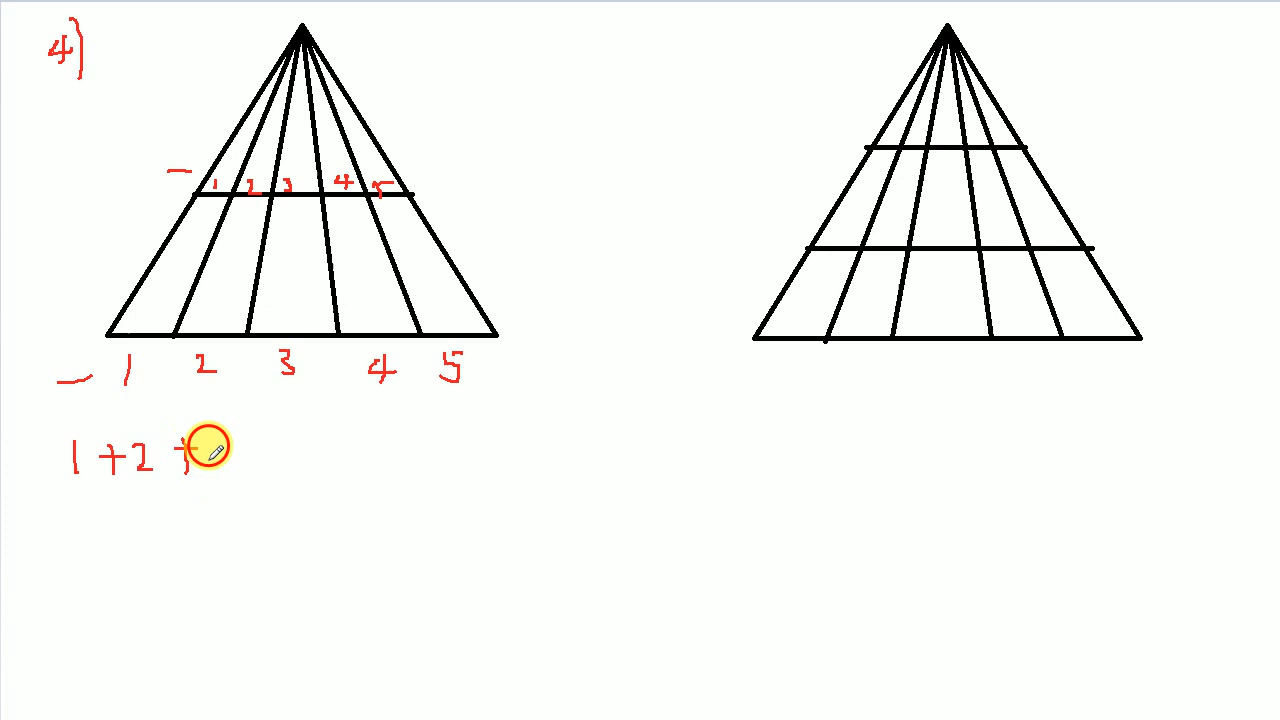 4)
– 1 2 3 4 5
– 1 2 3 4 5
1 + 2 +